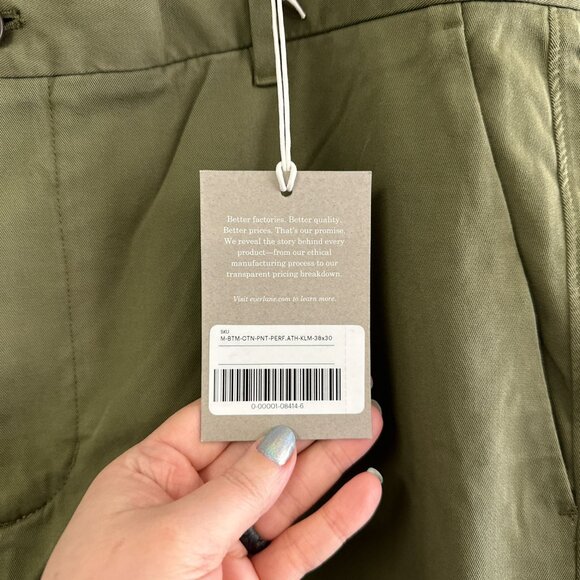 Better factories. Better quality.
Better prices. That's our promise.
We reveal the story behind every
product—from our ethical
manufacturing process to our
transparent pricing breakdown.
Visit everlane.com to learn more.
SKU
M-BTM-CTN-PNT-PERF.ATH-KLM-38x30
0-00001-08414-6